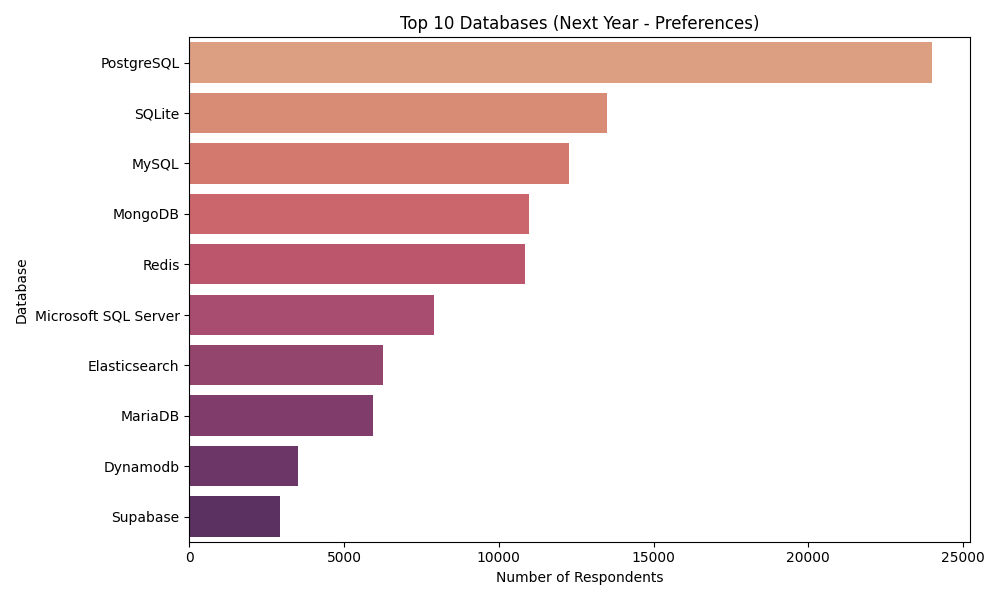 Top 10 Databases (Next Year - Preferences)
Database
PostgreSQL
SQLite
MySQL
MongoDB
Redis
Microsoft SQL Server
Elasticsearch
MariaDB
Dynamodb
Supabase
0 5000 10000 15000 20000 25000
Number of Respondents